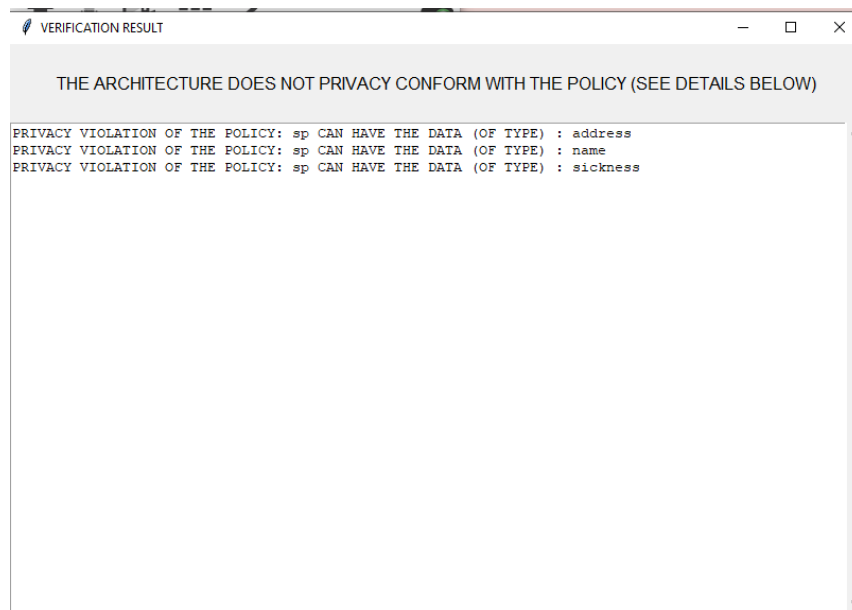 VERIFICATION RESULT
THE ARCHITECTURE DOES NOT PRIVACY CONFORM WITH THE POLICY (SEE DETAILS BELOW)
PRIVACY VIOLATION OF THE POLICY: sp CAN HAVE THE DATA (OF TYPE) : address
PRIVACY VIOLATION OF THE POLICY: sp CAN HAVE THE DATA (OF TYPE) : name
PRIVACY VIOLATION OF THE POLICY: sp CAN HAVE THE DATA (OF TYPE) : sickness